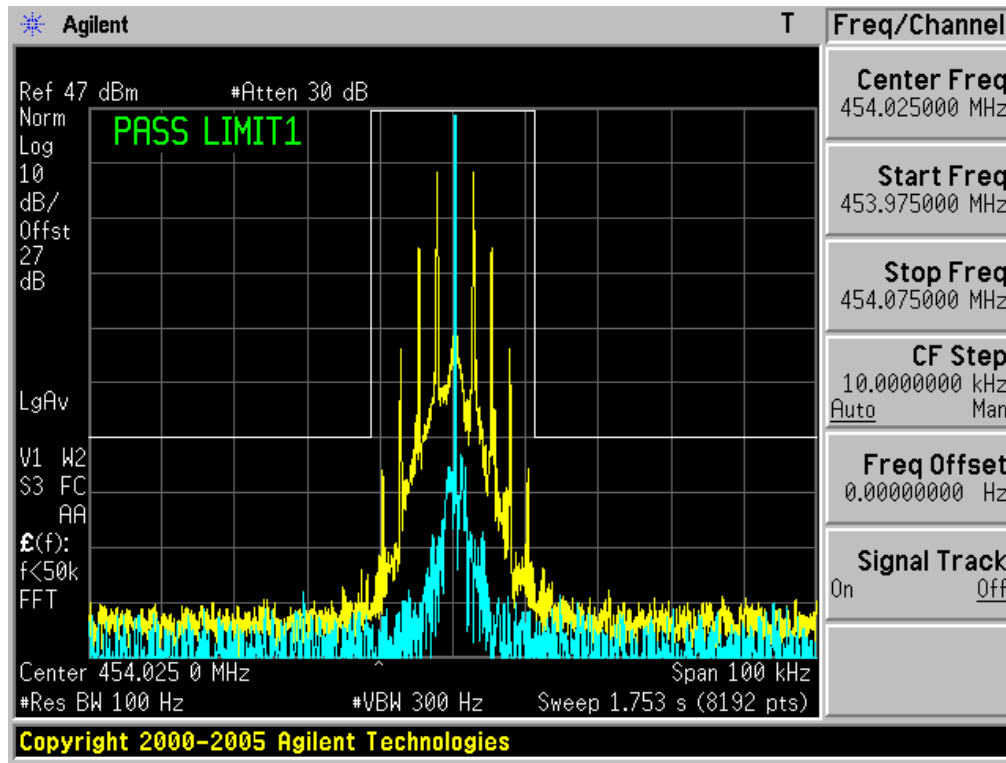 Agilent T
Ref 47 dBm #Atten 30 dB
Norm
Log
10
dB/
Offst
27
dB
PASS LIMIT1
LgAv
V1 W2
S3 FC
AA
£(f):
f<50k
FFT
Center 454.025 0 MHz Span 100 kHz
#Res BW 100 Hz #VBW 300 Hz Sweep 1.753 s (8192 pts)
Copyright 2000-2005 Agilent Technologies
Freq/Channel
Center Freq
454.025000 MHz
Start Freq
453.975000 MHz
Stop Freq
454.075000 MHz
CF Step
10.0000000 kHz
Auto Man
Freq Offset
0.00000000 Hz
Signal Track
On Off